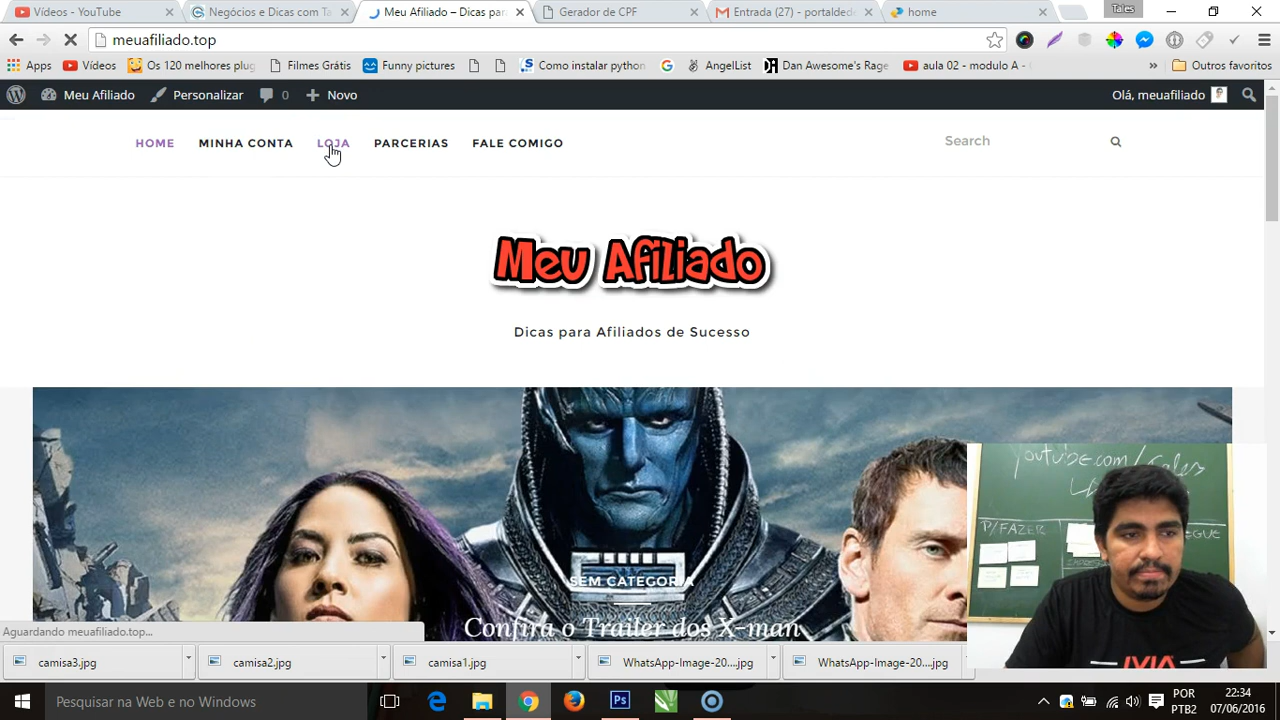 Vídeos - YouTube
Negócios e Dicas com Ta
Meu Afiliado – Dicas par
Gerador de CPF
Entrada (27) - portaldede
home
Tales
meuafiliado.top
Apps
Vídeos
Os 120 melhores plug
Filmes Grátis
Funny pictures
Como instalar python
AngelList
Dan Awesome's Rage
aula 02 - modulo A -
»
Outros favoritos
Meu Afiliado
Personalizar
0
Novo
Olá, meuafiliado
HOME
MINHA CONTA
LOJA
PARCERIAS
FALE COMIGO
Search
Meu Afiliado
Dicas para Afiliados de Sucesso
SEM CATEGORIA
Confira o Trailer dos X-man
youtube.com/Tales
P/FAZER
Aguardando meuafiliado.top...
camisa3.jpg
camisa2.jpg
camisa1.jpg
WhatsApp-Image-20....jpg
WhatsApp-Image-20....jpg
Pesquisar na Web e no Windows
POR
PTB2
22:34
07/06/2016